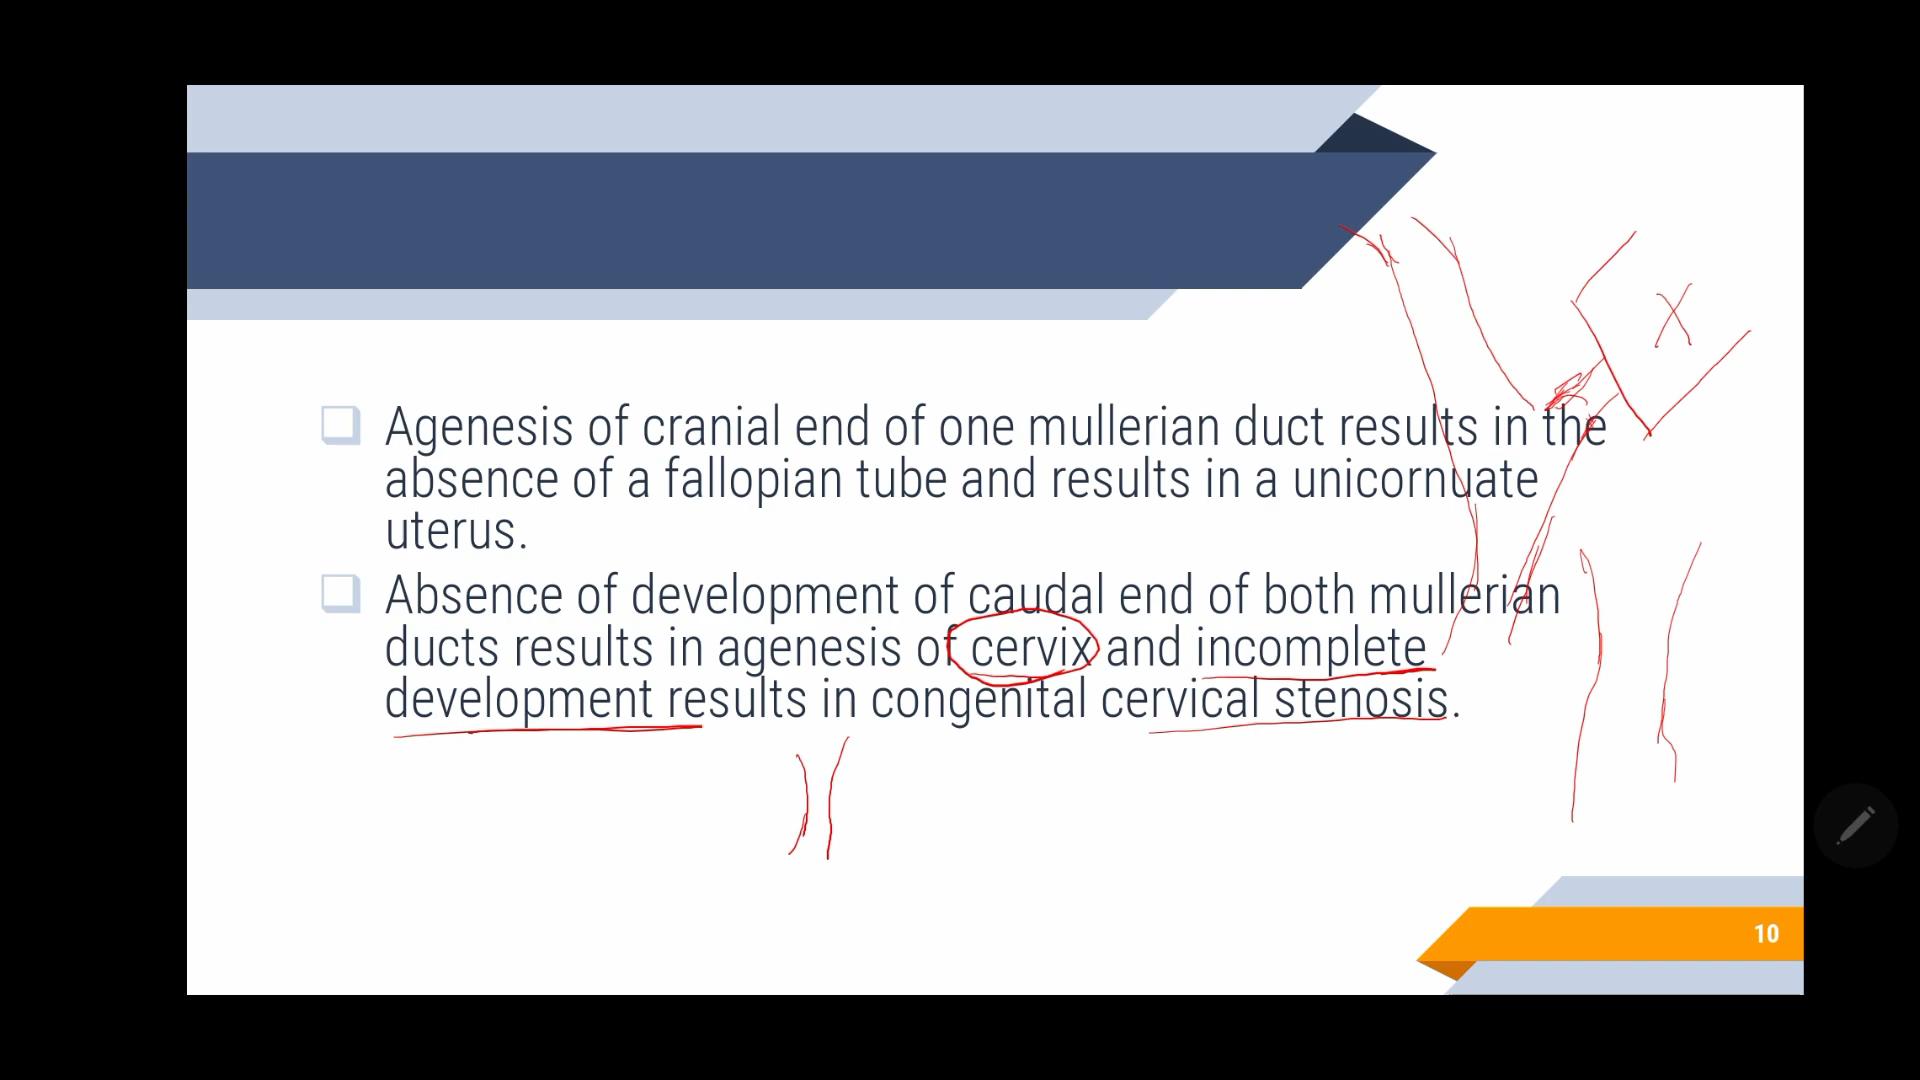 Agenesis of cranial end of one mullerian duct results in the
absence of a fallopian tube and results in a unicornuate
uterus.
Absence of development of caudal end of both mullerian
ducts results in agenesis of cervix and incomplete
development results in congenital cervical stenosis.
X
10